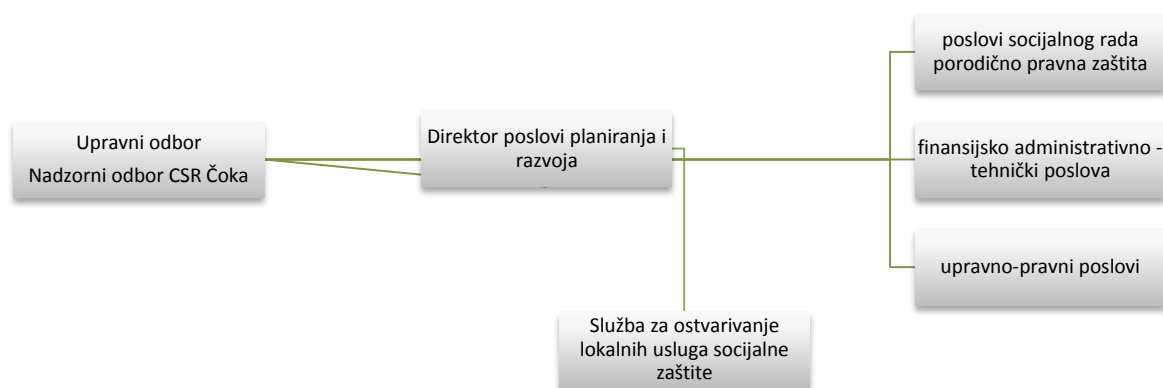 Upravni odbor
Nadzorni odbor CSR Čoka
Direktor poslovi planiranja i
razvoja
poslovi socijalnog rada
porodično pravna zaštita
finansijsko administrativno -
tehnički poslova
upravno-pravni poslovi
Služba za ostvarivanje
lokalnih usluga socijalne
zaštite